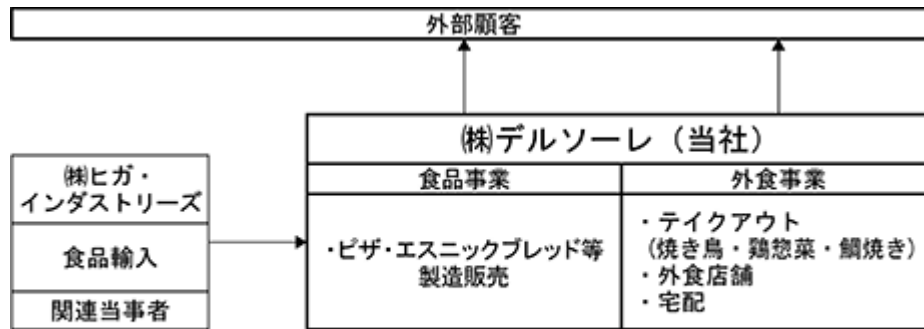 外部顧客
㈱デルソーレ（当社）
㈱ヒガ・
インダストリーズ
食品輸入
関連当事者
食品事業
・ピザ・エスニックブレッド等
製造販売
外食事業
・テイクアウト
（焼き鳥・鶏惣菜・鯛焼き）
・外食店舗
・宅配